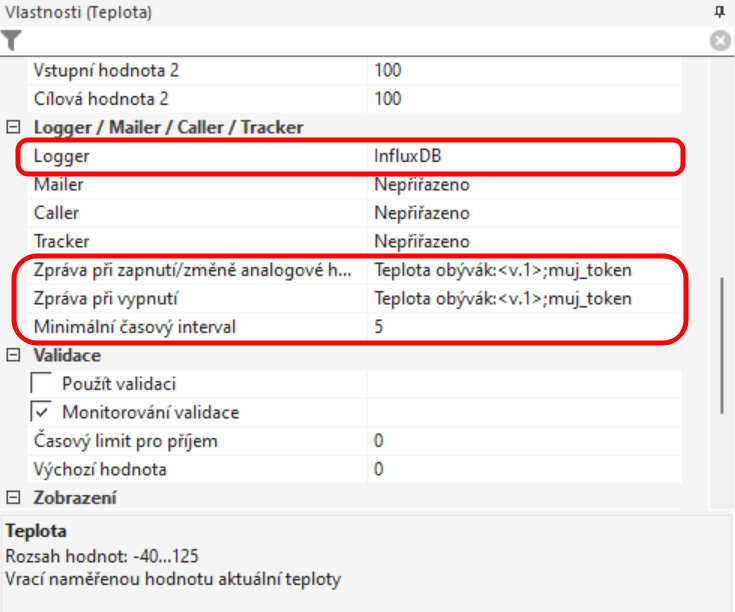 Vlastnosti (Teplota)
Vstupní hodnota 2 100
Cílová hodnota 2 100
Logger / Mailer / Caller / Tracker
Logger InfluxDB
Mailer Nepřiřazeno
Caller Nepřiřazeno
Tracker Nepřiřazeno
Zpráva při zapnutí/změně analogové h... Teplota obývák:<v.1>;muj_token
Zpráva při vypnutí Teplota obývák:<v.1>;muj_token
Minimální časový interval 5
Validace
Použít validaci
Monitorování validace
Časový limit pro příjem 0
Výchozí hodnota 0
Zobrazení
Teplota
Rozsah hodnot: -40...125
Vrací naměřenou hodnotu aktuální teploty